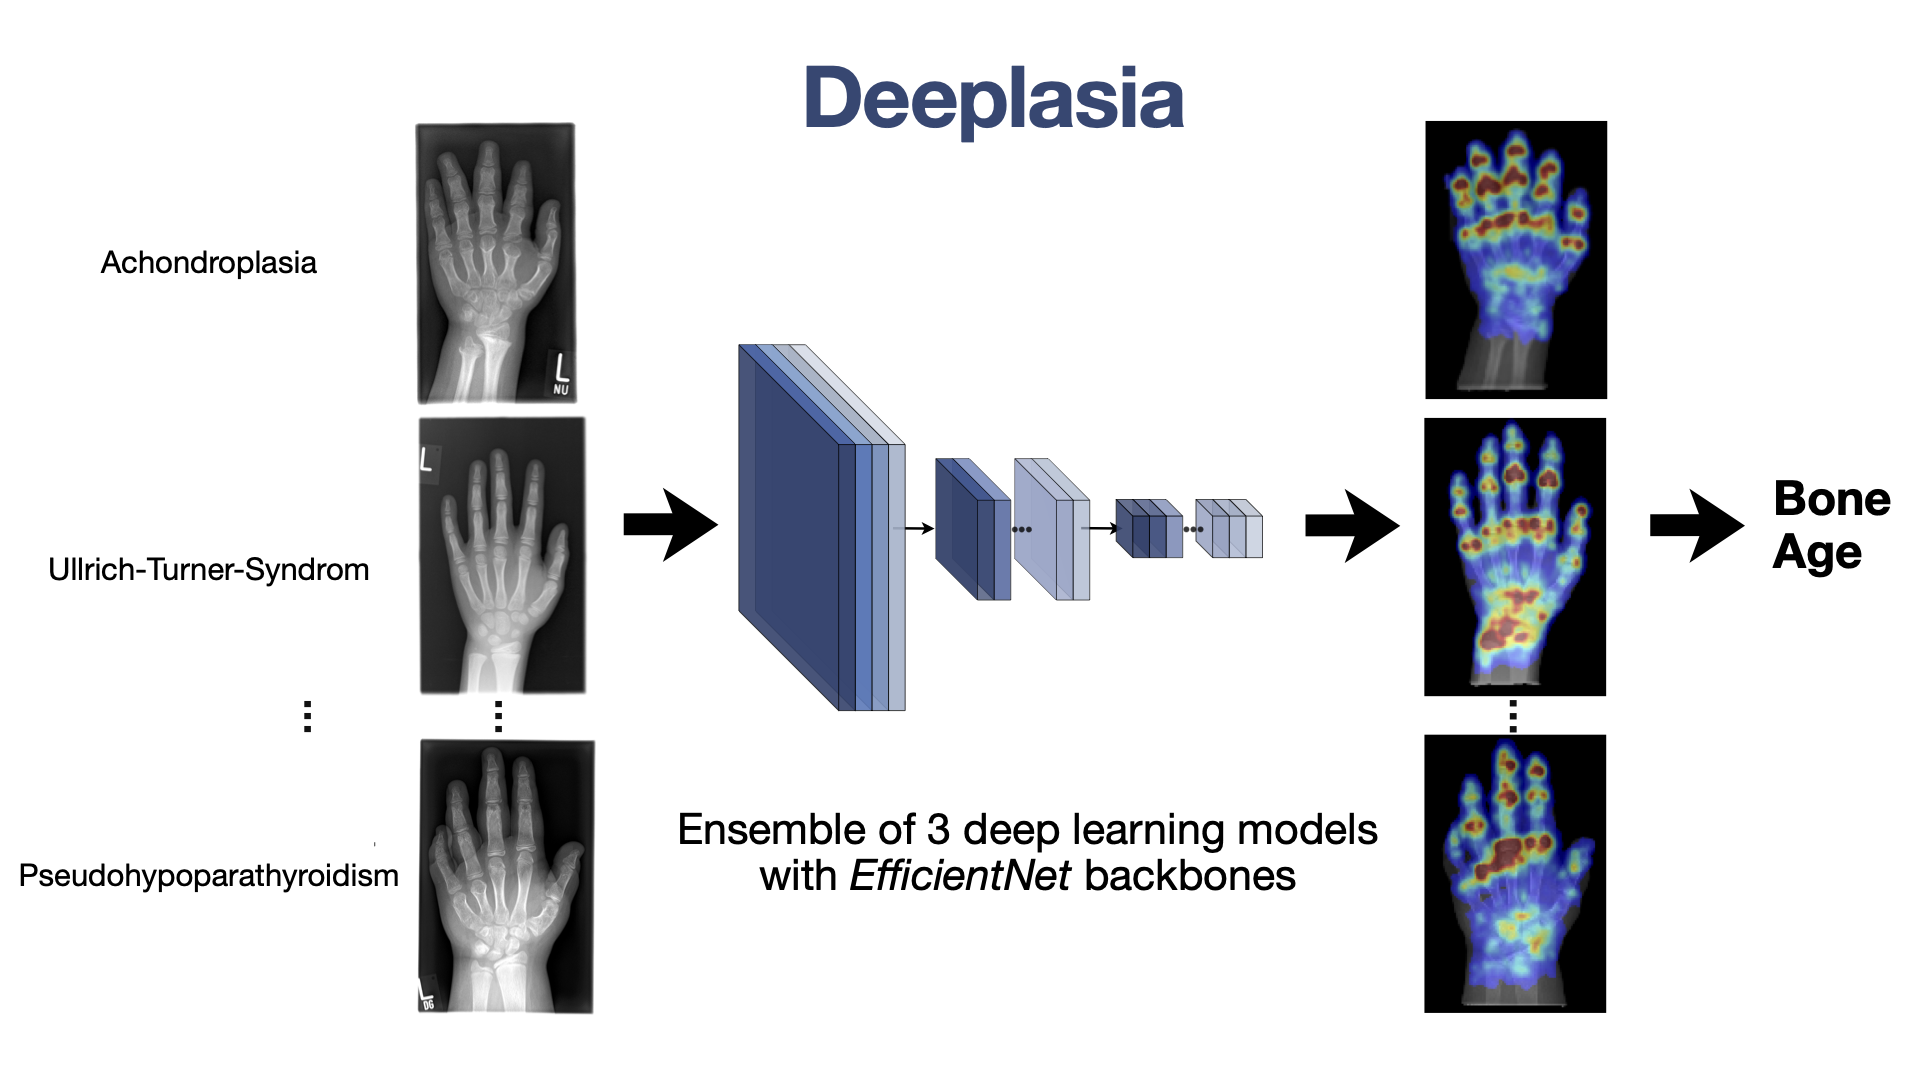 Deeplasia
Achondroplasia
L
NU
Ullrich-Turner-Syndrom
L
Bone
Age
Ensemble of 3 deep learning models
with EfficientNet backbones
Pseudohypoparathyroidism
L
DG